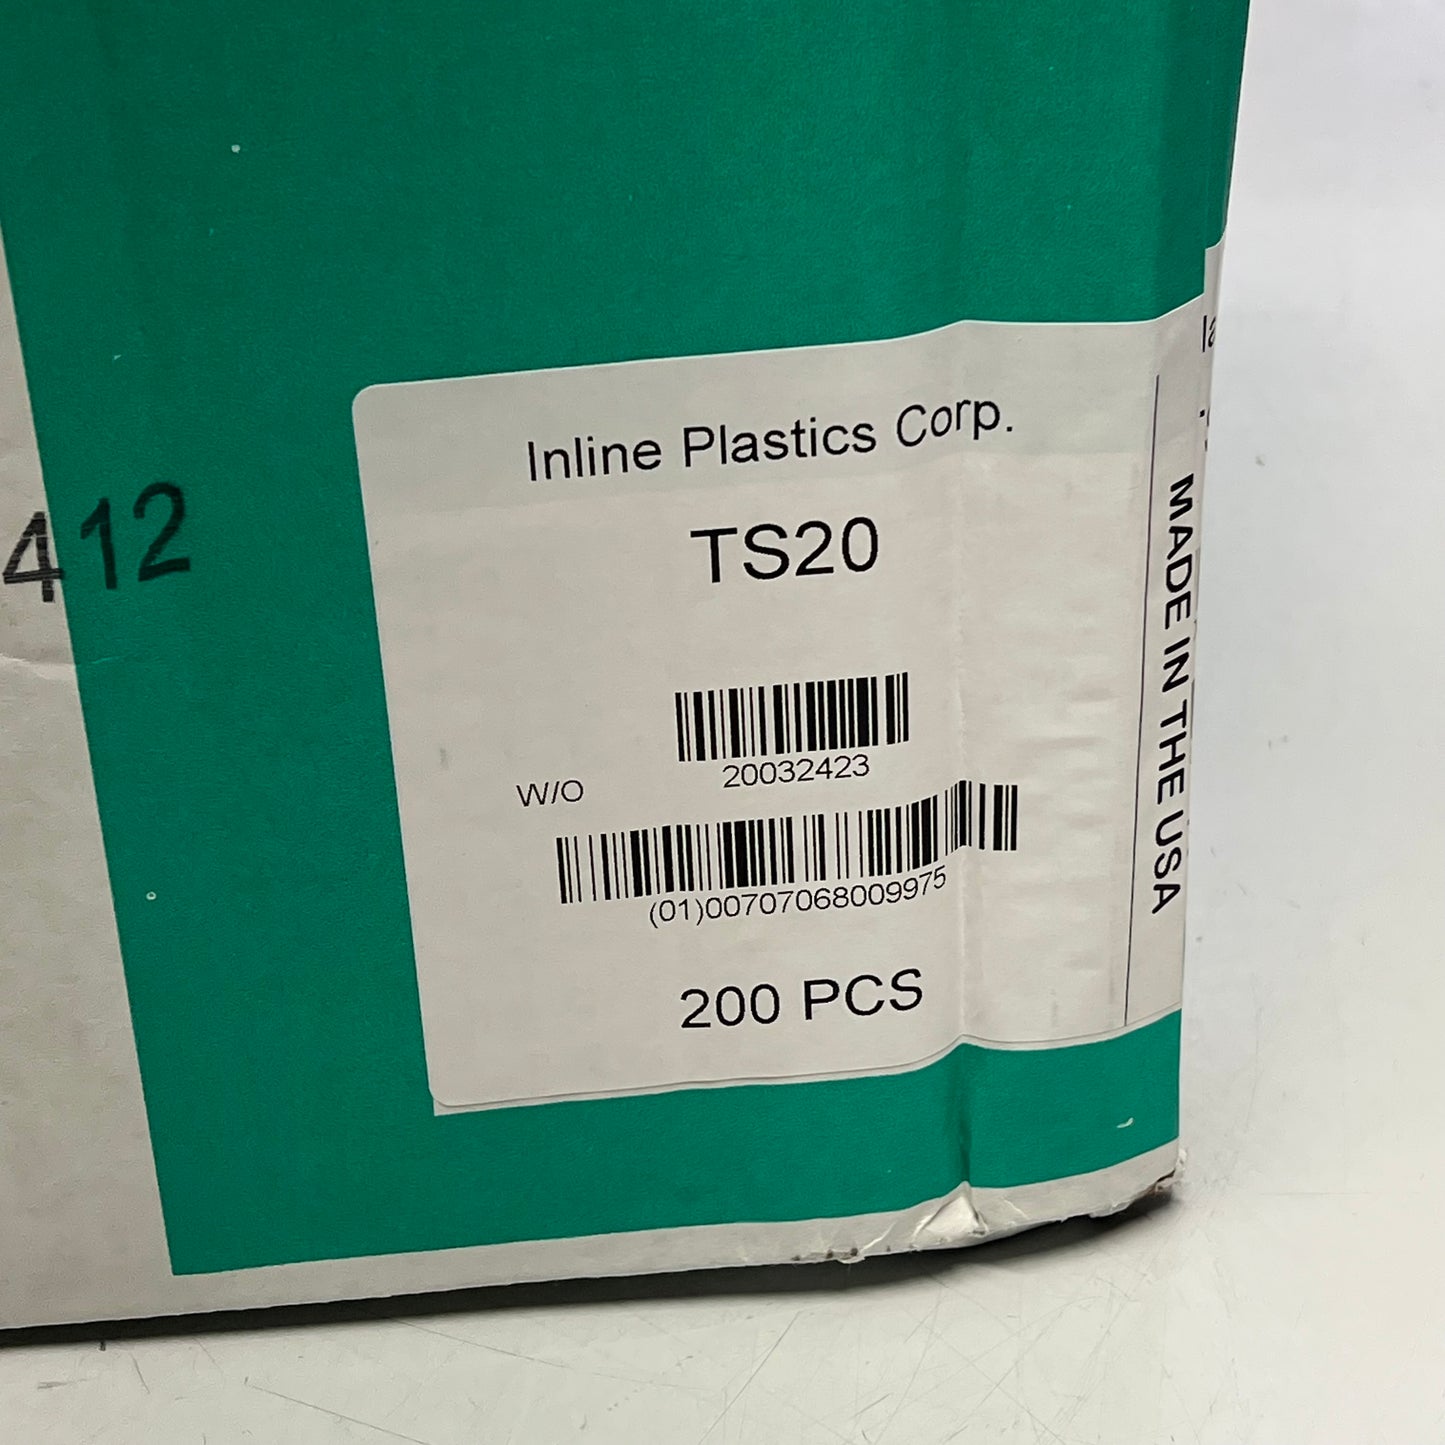 412
Inline Plastics Corp.
TS20
20032423
W/O
(01)00707068009975
200 PCS
MADE IN THE USA